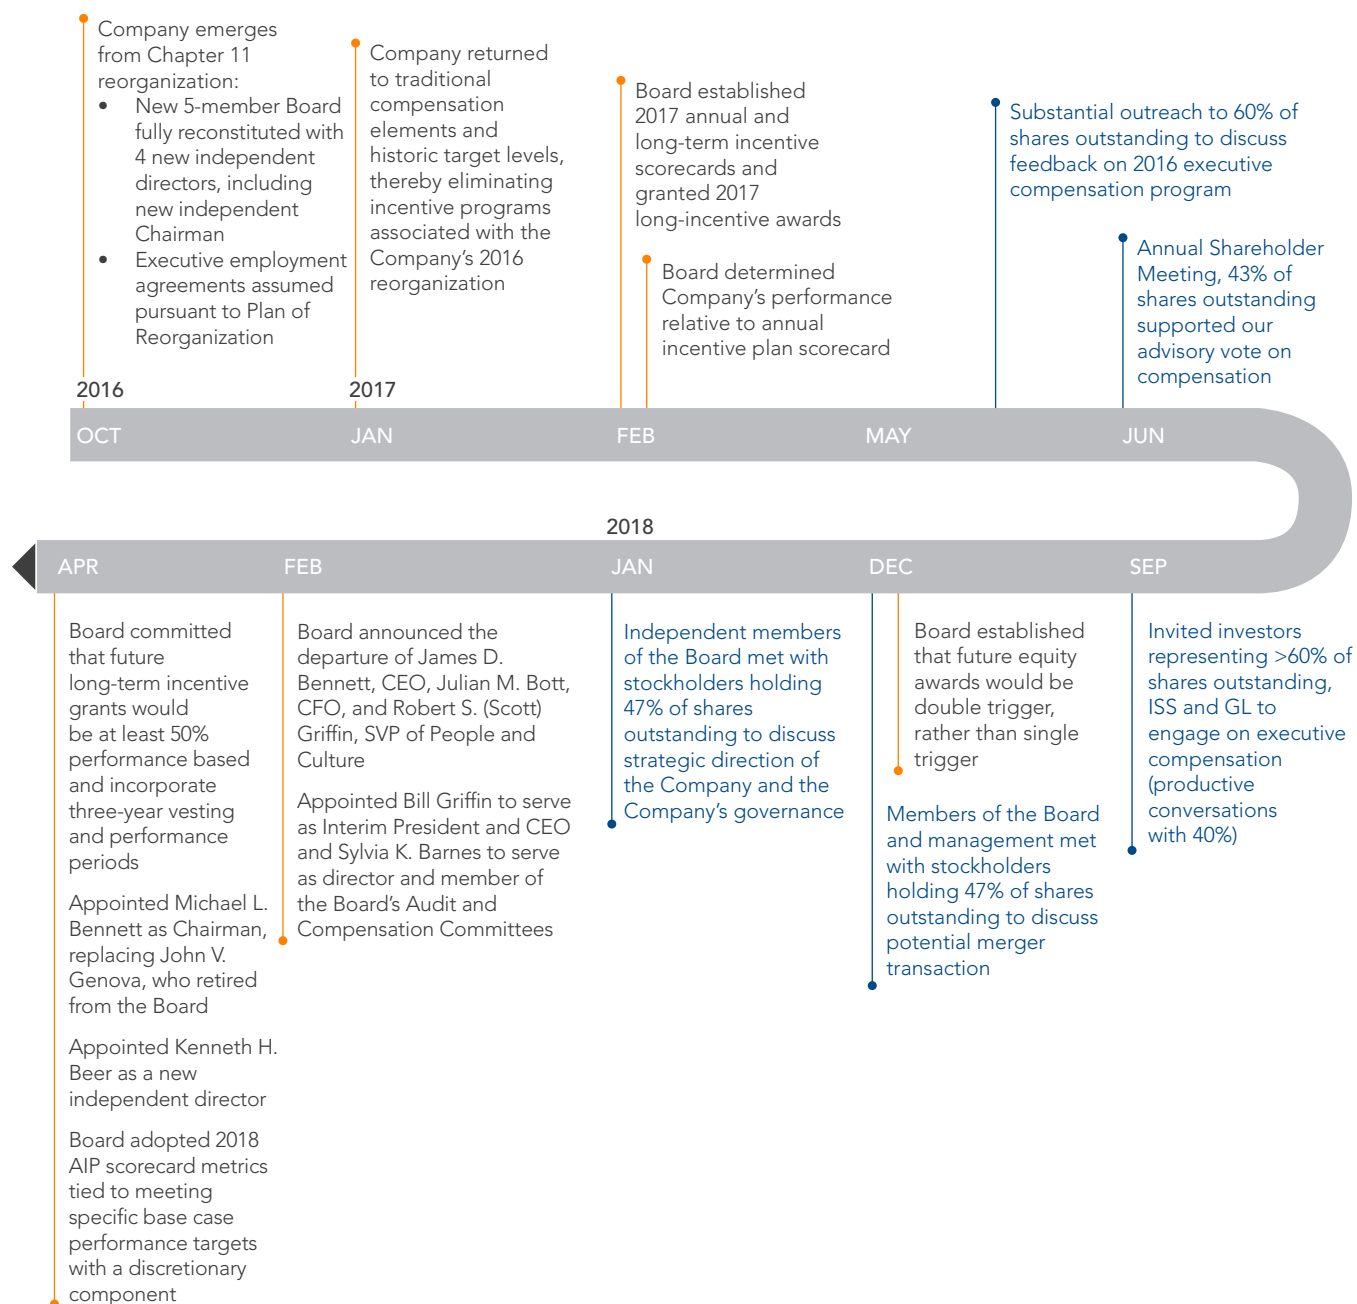 Company emerges
from Chapter 11
reorganization:
• New 5-member Board
fully reconstituted with
4 new independent
directors, including
new independent
Chairman
• Executive employment
agreements assumed
pursuant to Plan of
Reorganization
Company returned
to traditional
compensation
elements and
historic target levels,
thereby eliminating
incentive programs
associated with the
Company's 2016
reorganization
Board established
2017 annual and
long-term incentive
scorecards and
granted 2017
long-incentive awards
Board determined
Company's performance
relative to annual
incentive plan scorecard
Substantial outreach to 60% of
shares outstanding to discuss
feedback on 2016 executive
compensation program
Annual Shareholder
Meeting, 43% of
shares outstanding
supported our
advisory vote on
compensation
2016
2017
OCT
JAN
FEB
MAY
JUN
2018
APR
FEB
JAN
DEC
SEP
Board committed
that future
long-term incentive
grants would
be at least 50%
performance based
and incorporate
three-year vesting
and performance
periods
Appointed Michael L.
Bennett as Chairman,
replacing John V.
Genova, who retired
from the Board
Appointed Kenneth H.
Beer as a new
independent director
Board adopted 2018
AIP scorecard metrics
tied to meeting
specific base case
performance targets
with a discretionary
component
Board announced the
departure of James D.
Bennett, CEO, Julian M. Bott,
CFO, and Robert S. (Scott)
Griffin, SVP of People and
Culture
Appointed Bill Griffin to serve
as Interim President and CEO
and Sylvia K. Barnes to serve
as director and member of
the Board's Audit and
Compensation Committees
Independent members
of the Board met with
stockholders holding
47% of shares
outstanding to discuss
strategic direction of
the Company and the
Company's governance
Board established
that future equity
awards would be
double trigger,
rather than single
trigger
Members of the Board
and management met
with stockholders
holding 47% of shares
outstanding to discuss
potential merger
transaction
Invited investors
representing >60% of
shares outstanding,
ISS and GL to
engage on executive
compensation
(productive
conversations
with 40%)